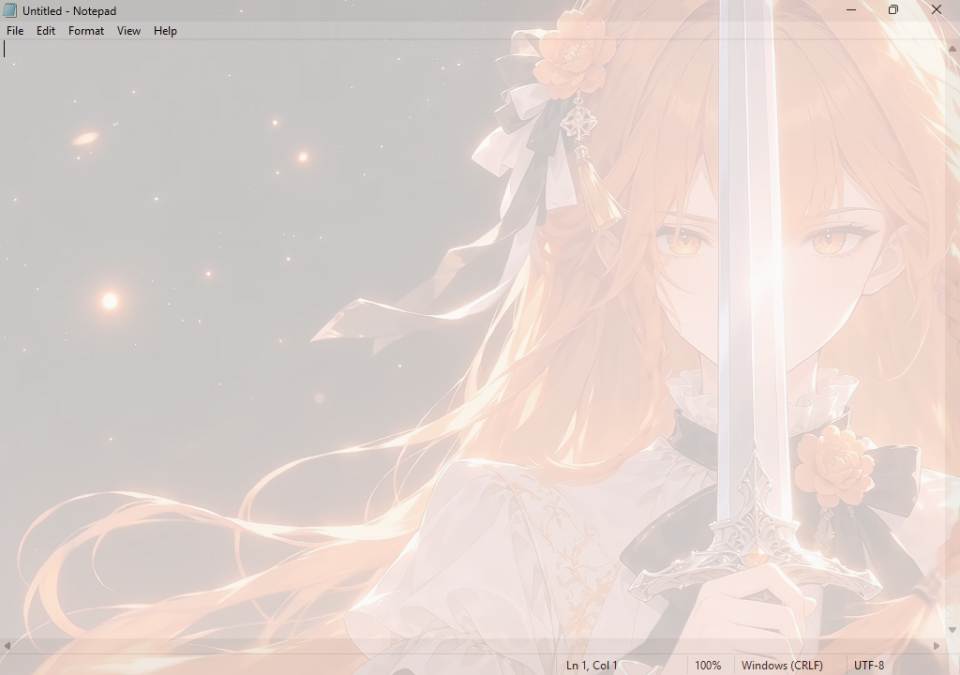 Untitled - Notepad
File Edit Format View Help
Ln 1, Col 1 100% Windows (CRLF) UTF-8